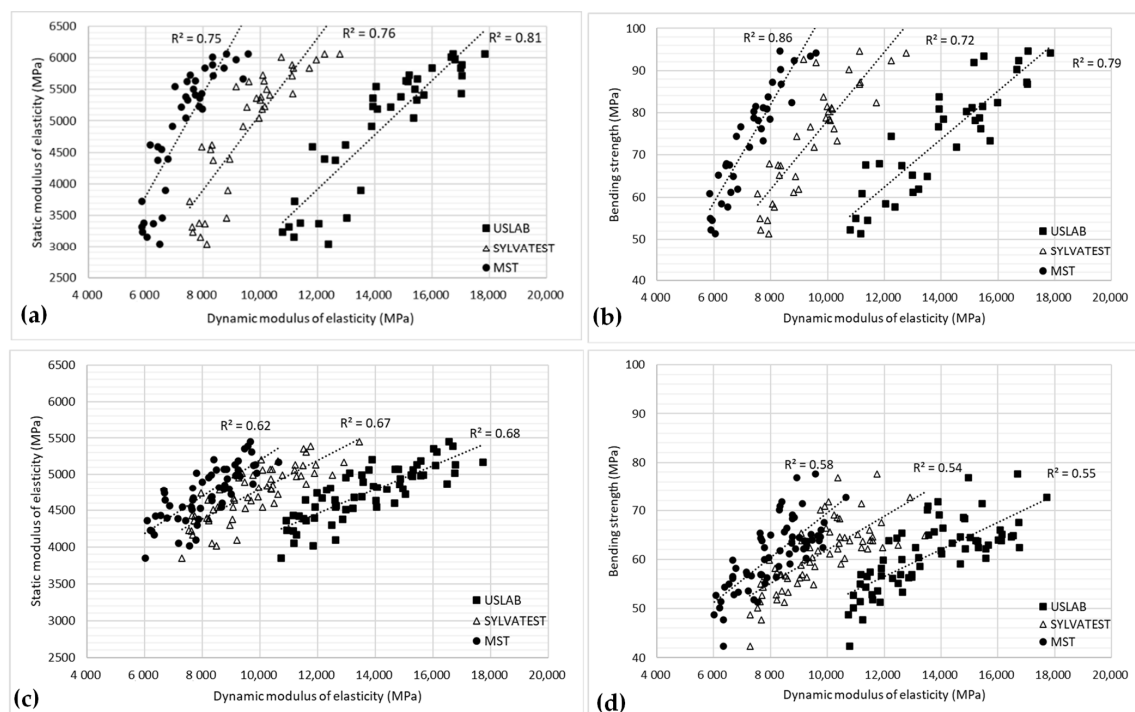 6500
6000
5500
5000
4500
4000
3500
3000
2500
Static modulus of elasticity (MPa)
R² = 0.75
R² = 0.76
R² = 0.81
USLAB
SYLVATEST
MST
4 000 6 000 8 000 10,000 12,000 14,000 16,000 18,000 20,000
Dynamic modulus of elasticity (MPa)
(a)
100
90
80
70
60
50
40
Bending strength (MPa)
R² = 0.86
R² = 0.72
R² = 0.79
USLAB
SYLVATEST
MST
4 000 6 000 8 000 10,000 12,000 14,000 16,000 18,000 20,000
Dynamic modulus of elasticity (MPa)
(b)
6500
6000
5500
5000
4500
4000
3500
3000
2500
Static modulus of elasticity (MPa)
R² = 0.62
R² = 0.67
R² = 0.68
USLAB
SYLVATEST
MST
4 000 6 000 8 000 10,000 12,000 14,000 16,000 18,000 20,000
Dynamic modulus of elasticity (MPa)
(c)
100
90
80
70
60
50
40
Bending strength (MPa)
R² = 0.58
R² = 0.54
R² = 0.55
USLAB
SYLVATEST
MST
4 000 6 000 8 000 10,000 12,000 14,000 16,000 18,000 20,000
Dynamic modulus of elasticity (MPa)
(d)